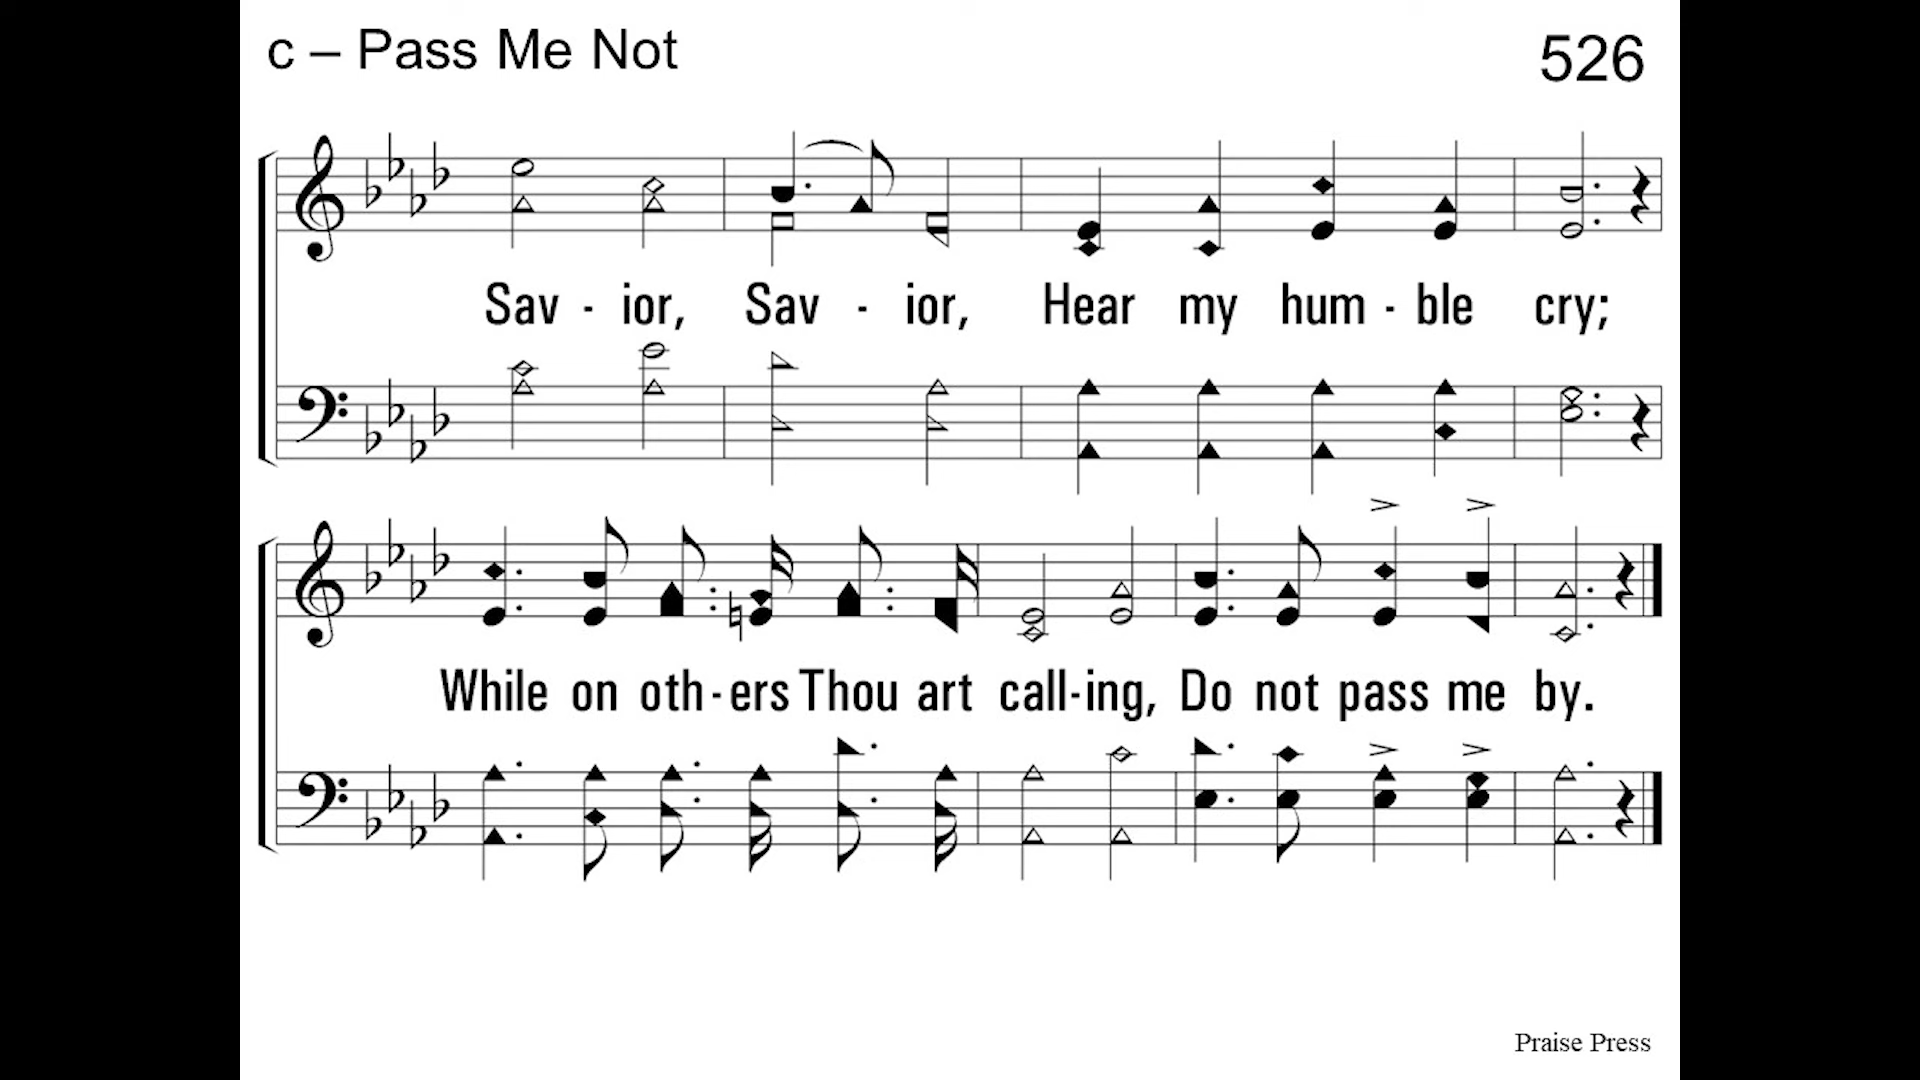 c – Pass Me Not
526
Sav - ior, Sav - ior, Hear my hum - ble cry;
While on oth - ers Thou art call - ing, Do not pass me by.
Praise Press